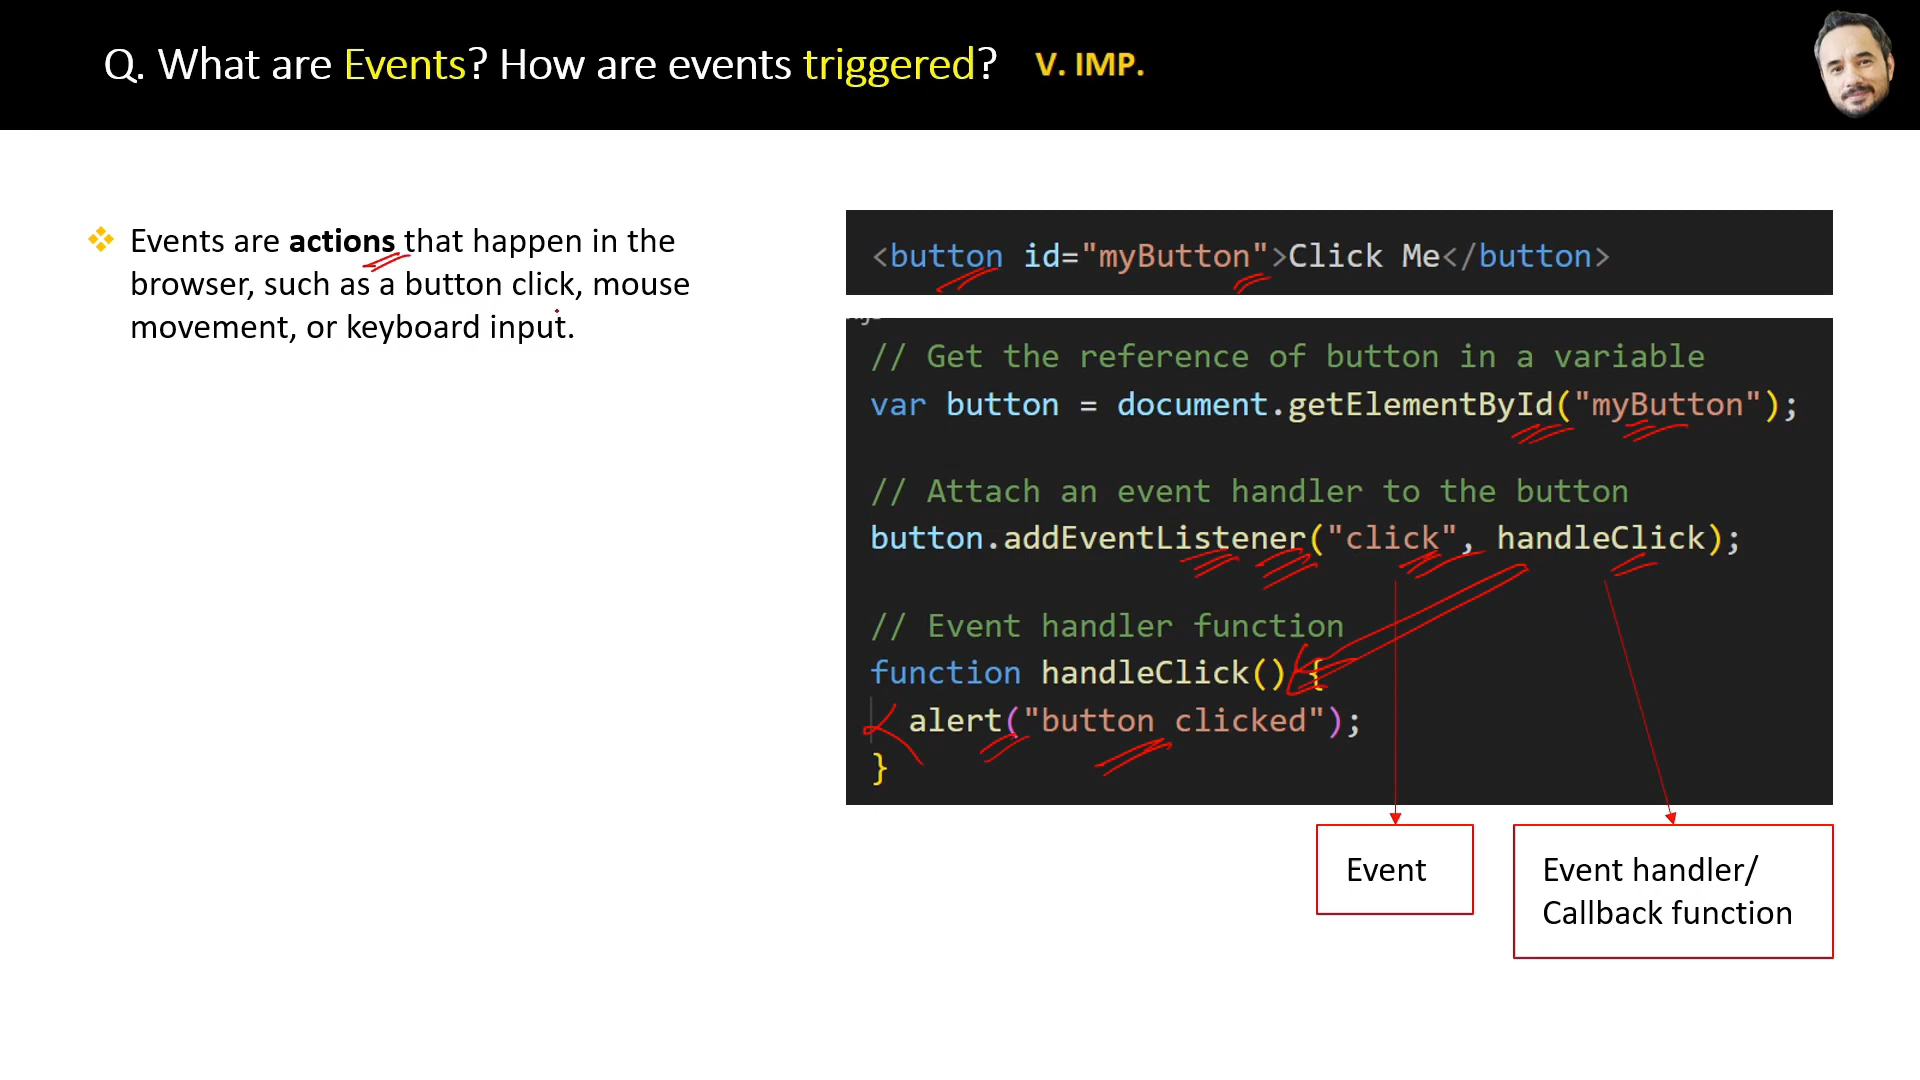 Q. What are Events? How are events triggered? V. IMP.
Events are actions that happen in the
browser, such as a button click, mouse
movement, or keyboard input.
<button id="myButton">Click Me</button>
// Get the reference of button in a variable
var button = document.getElementById("myButton");
// Attach an event handler to the button
button.addEventListener("click", handleClick);
// Event handler function
function handleClick() {
alert("button clicked");
}
Event
Event handler/
Callback function